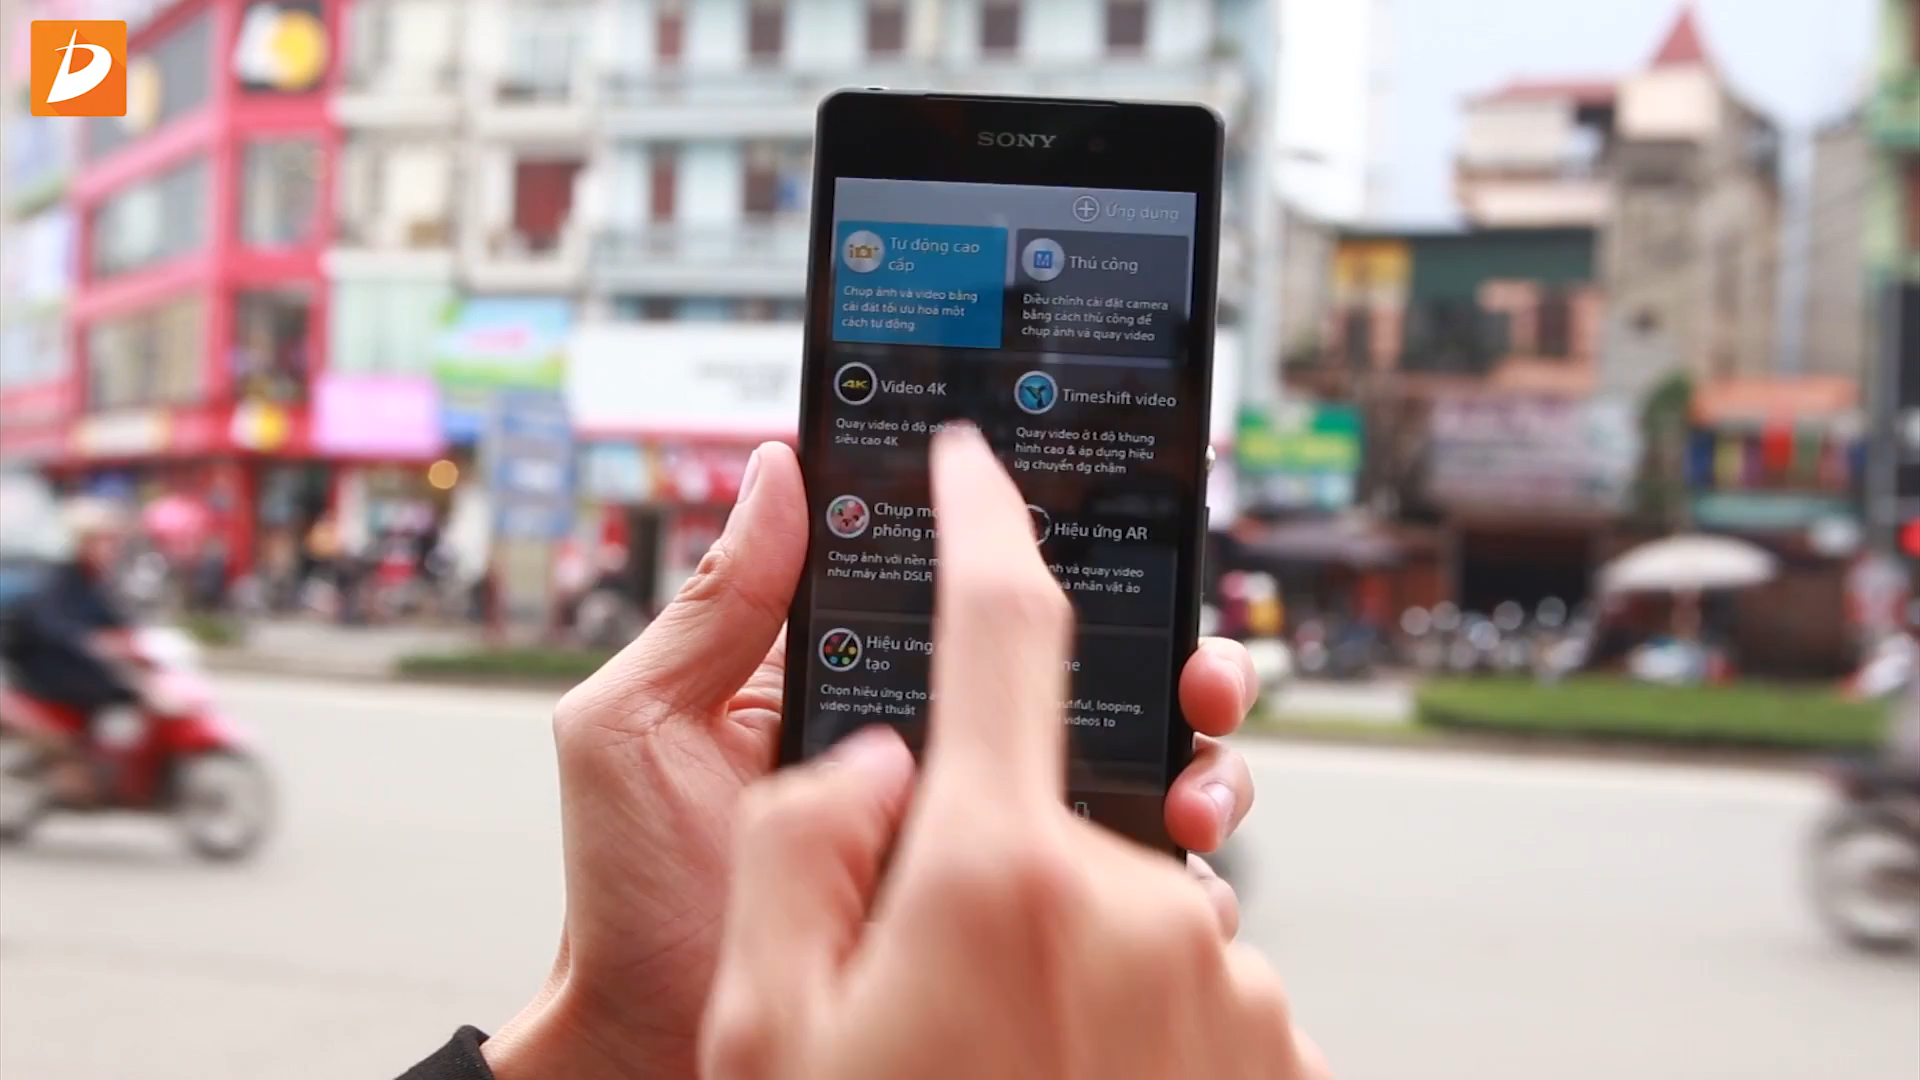 SONY
Ứng dụng
Tự động cao
cấp
Chụp ảnh và video bằng
cài đặt tối ưu hoá một
cách tự động
Thủ công
Điều chỉnh cài đặt camera
bằng cách thủ công để
chụp ảnh và quay video
4K
Video 4K
Quay video ở độ
siêu cao 4K
Timeshift video
Quay video ở t.độ khung
hình cao & áp dụng hiệu
ứg chuyển đg chậm
Chụp
phông
Chụp ảnh với nền
như máy ảnh DSLR
Hiệu ứng AR
và quay video
và nhân vật ảo
Hiệu ứng
tạo
Chọn hiệu ứng cho
video nghệ thuật
looping,
videos to